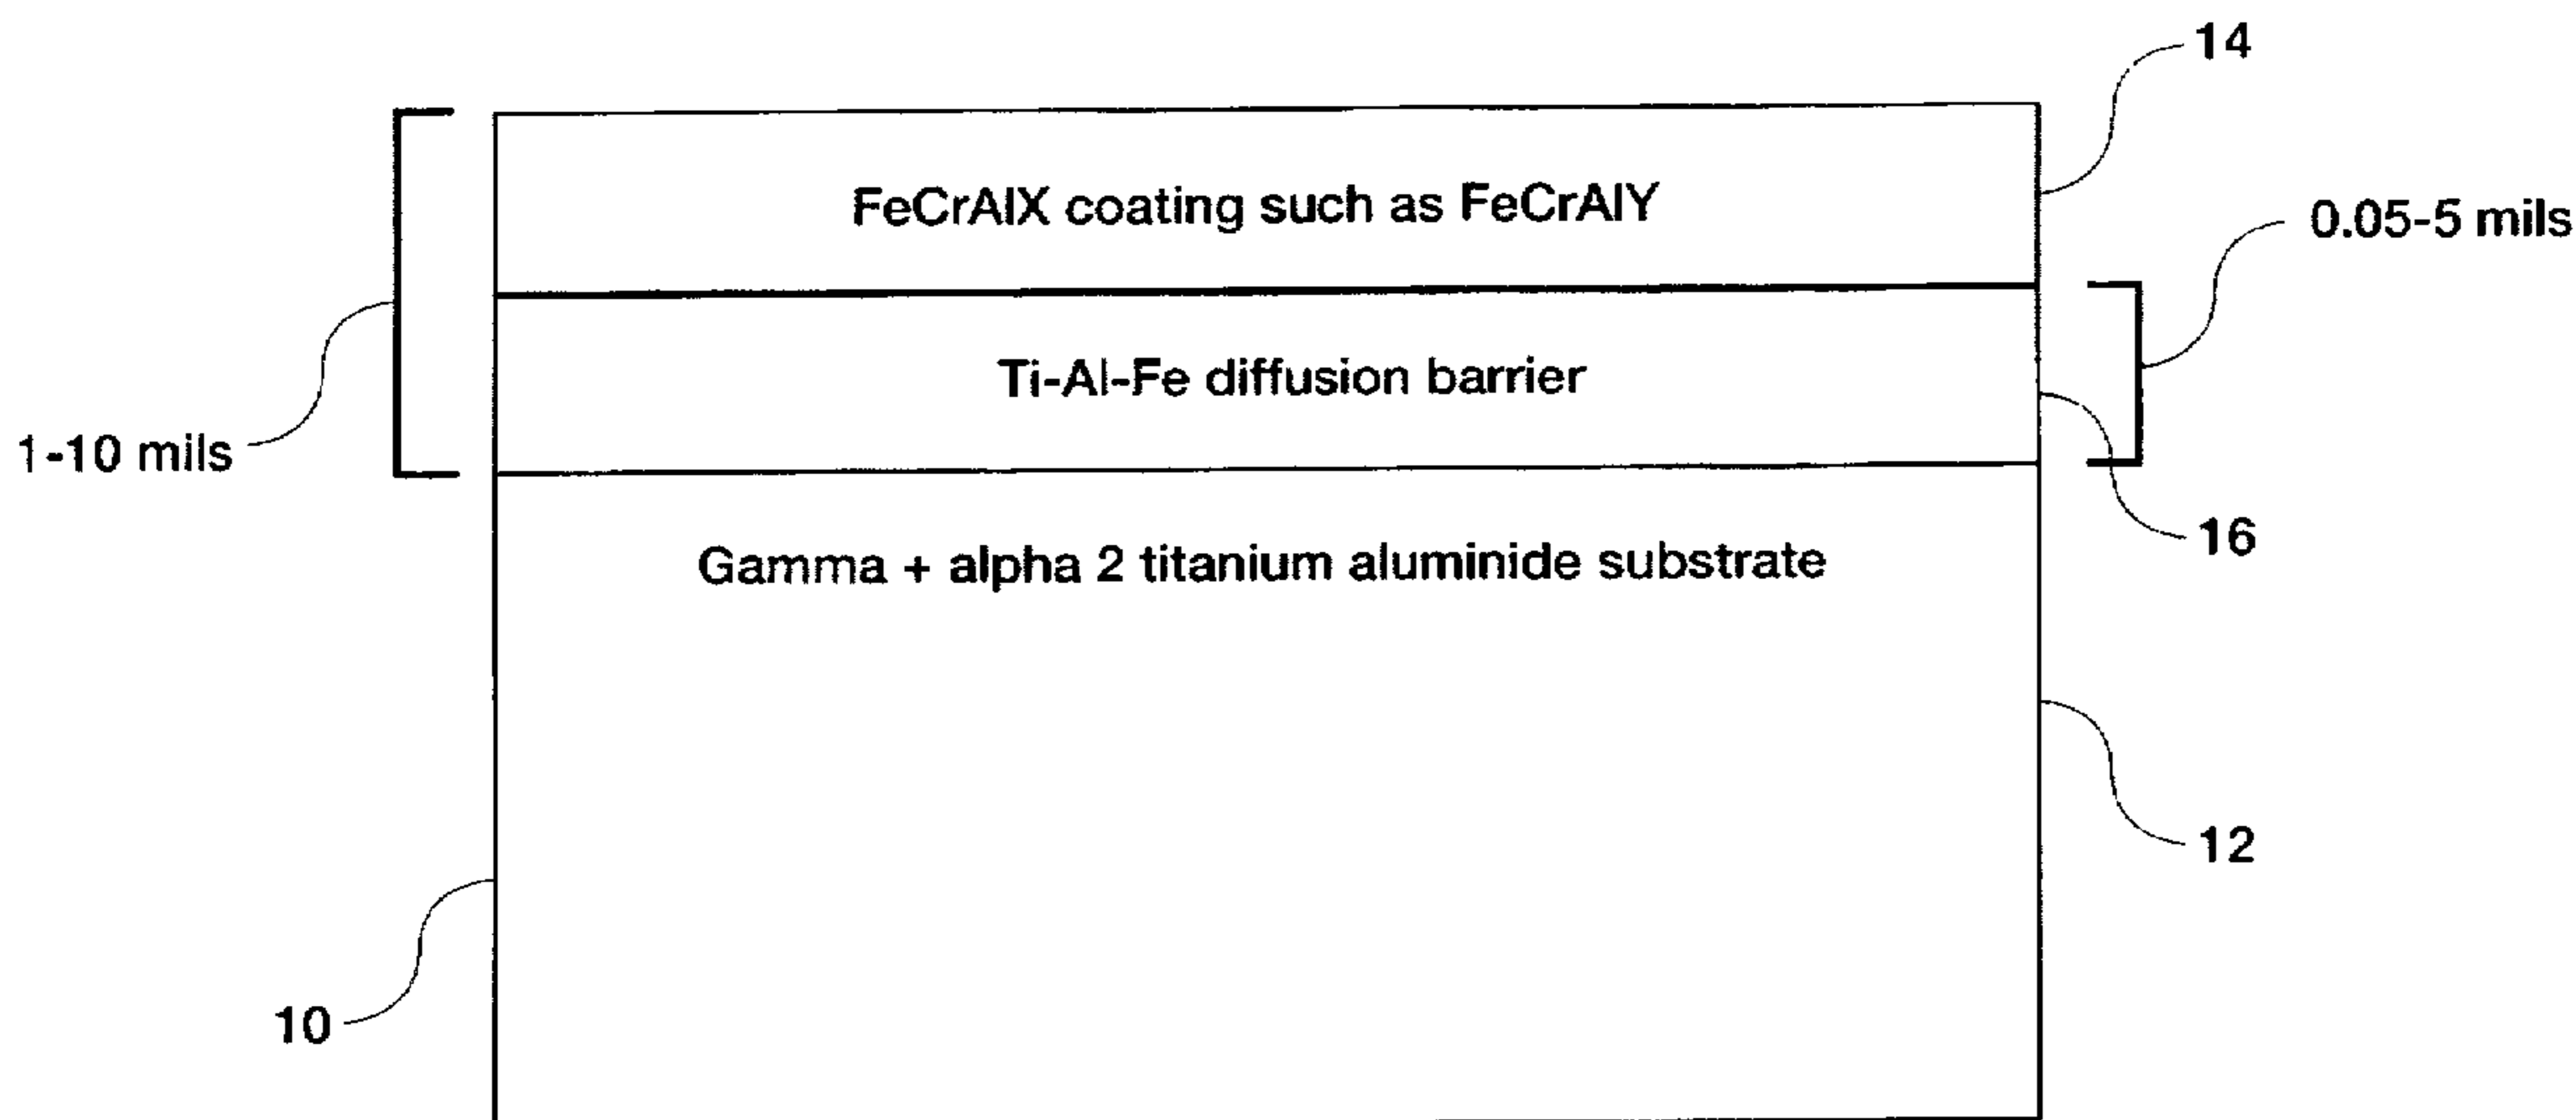 14
FeCrAlX coating such as FeCrAlY
0.05-5 mils
Ti-Al-Fe diffusion barrier
1-10 mils
16
Gamma + alpha 2 titanium aluminide substrate
12
10